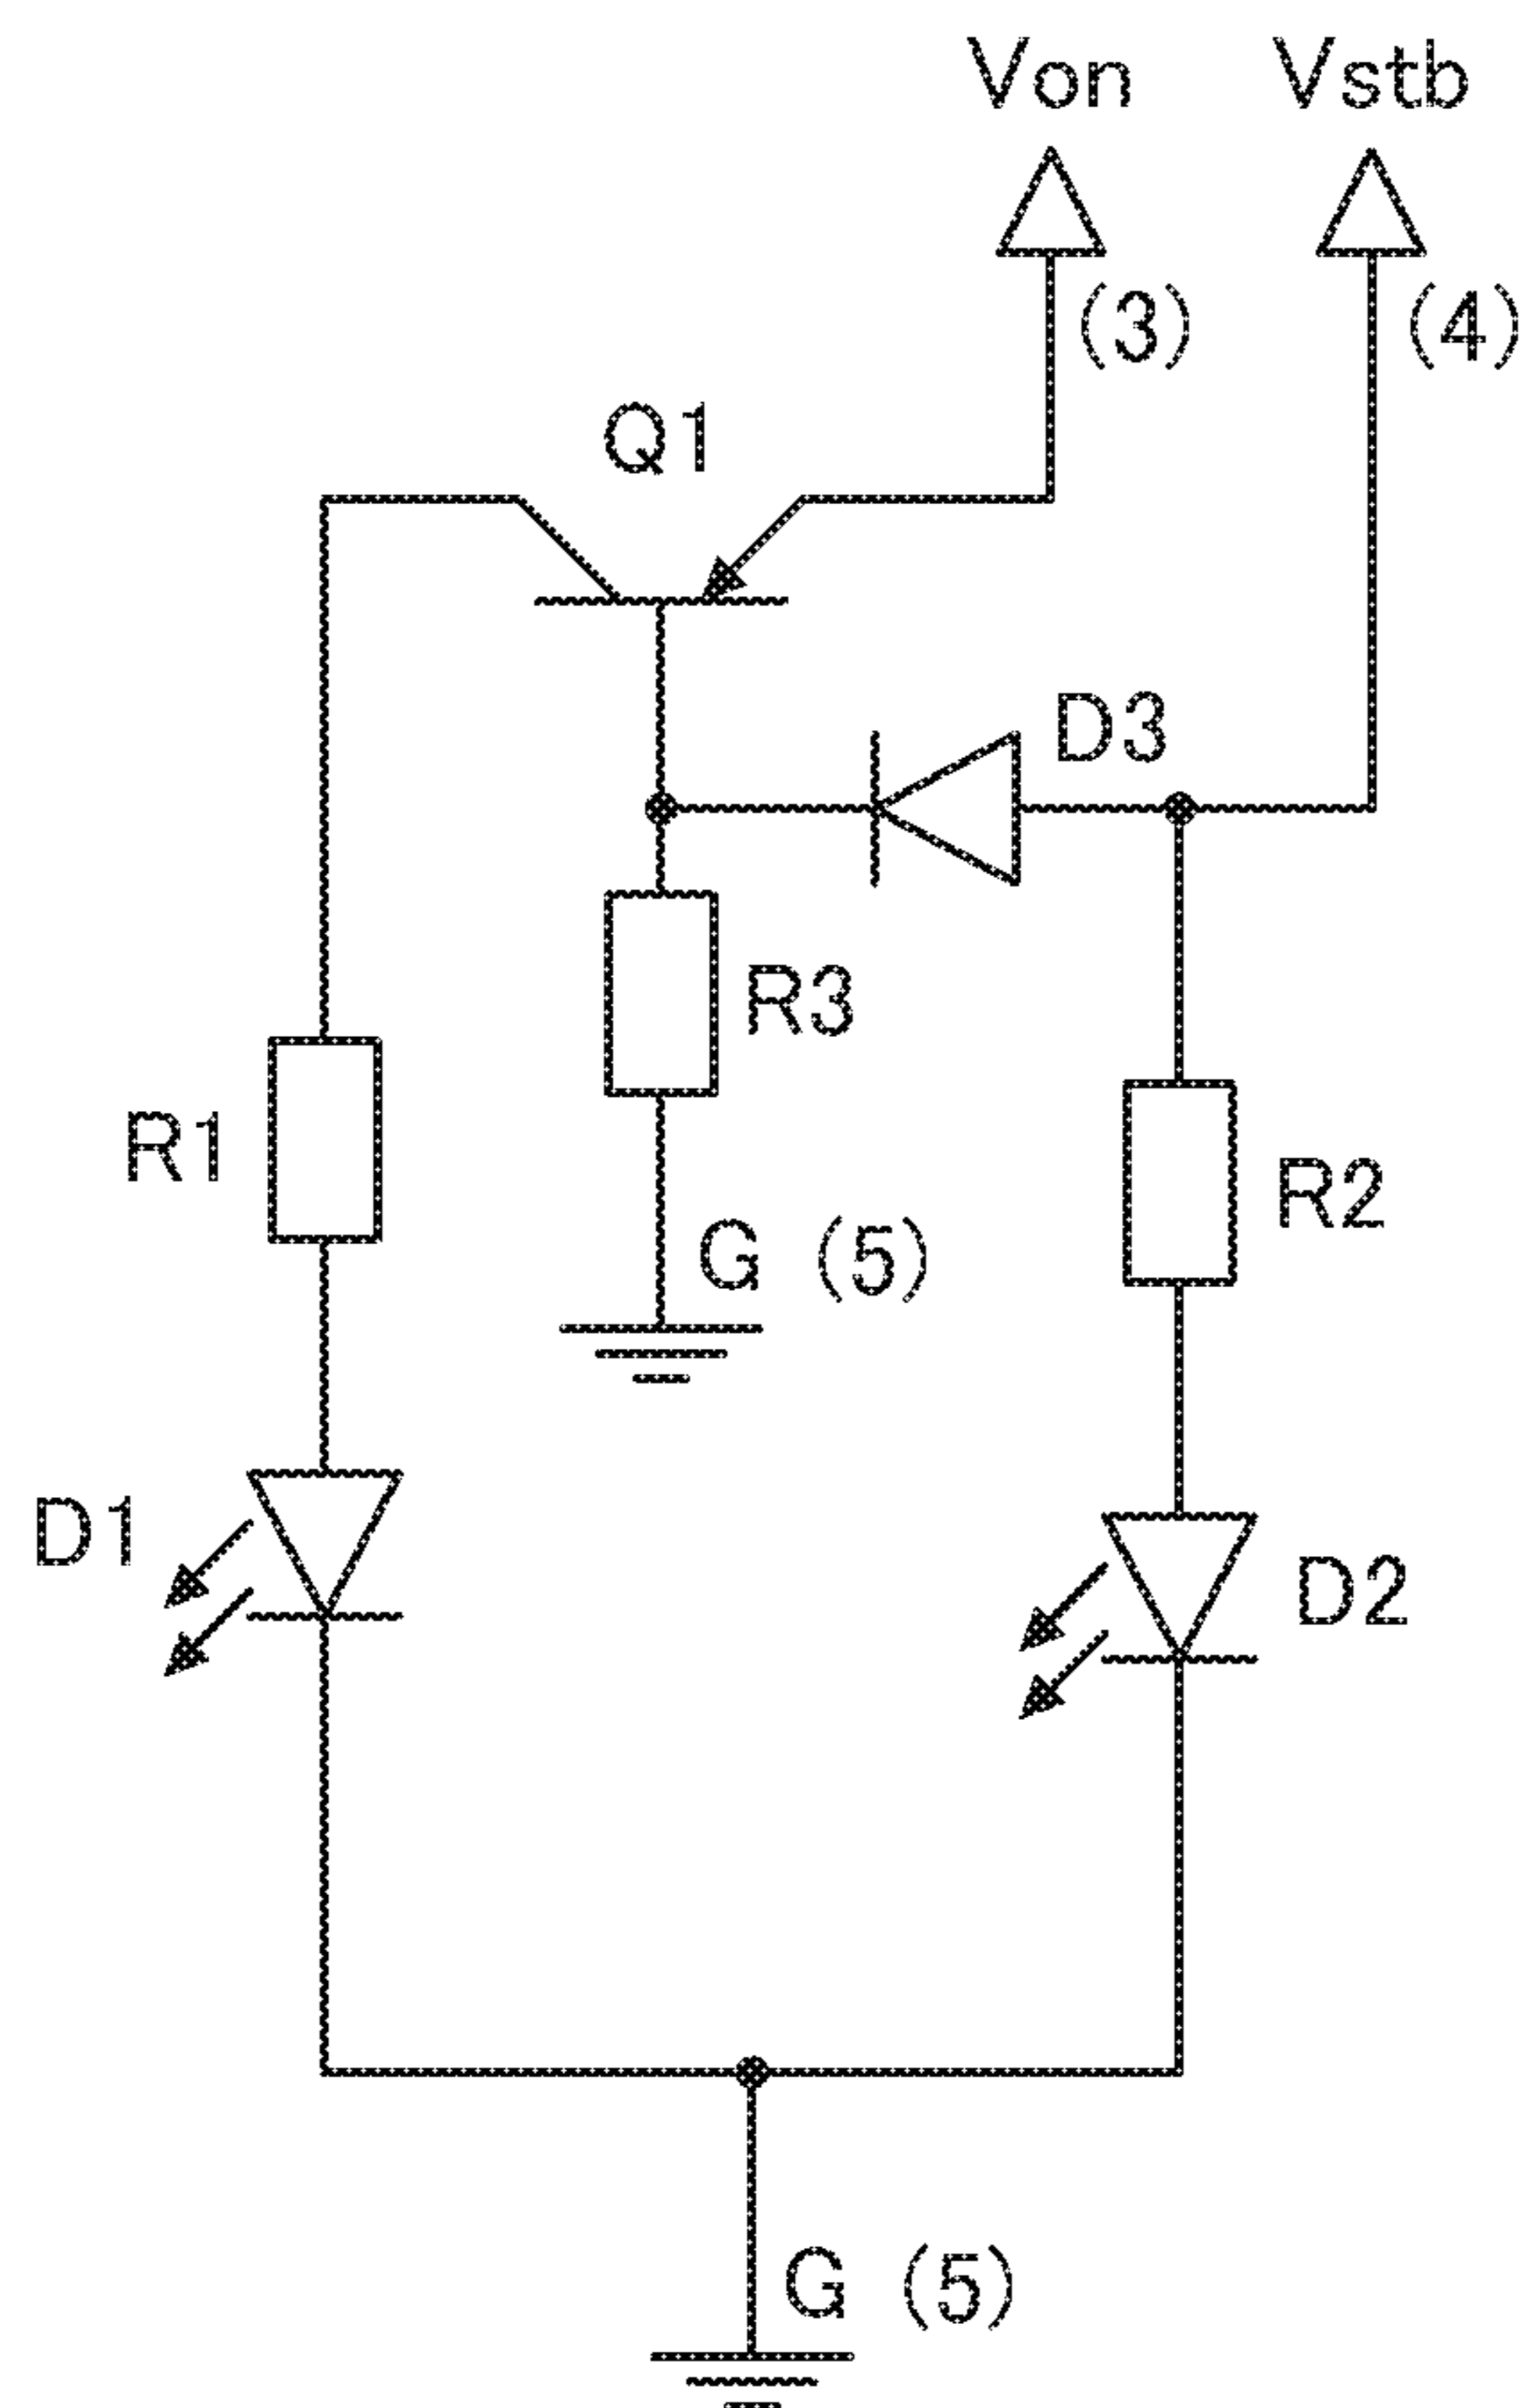 Von Vstb
(3) (4)
Q1
D3
R3
R1
R2
G (5)
D1
D2
G (5)